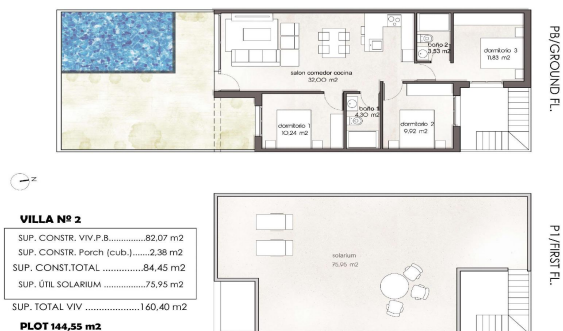 PB/GROUND FL.
baño 2
3,53 m2
dormitorio 3
11.83 m2
salon comedor cocina
32,00 m2
dormitorio 1
10,24 m2
baño 1
4,30 m2
dormitorio 2
9,92 m2
N
VILLA Nº 2
SUP. CONSTR. VIV.P.B...............82,07 m2
SUP. CONSTR. Porch (cub.).......2,38 m2
SUP. CONST.TOTAL ...............84,45 m2
SUP. ÚTIL SOLARIUM ...............75,95 m2
SUP. TOTAL VIV ....................160,40 m2
PLOT 144,55 m2
P1/FIRST FL.
solarium